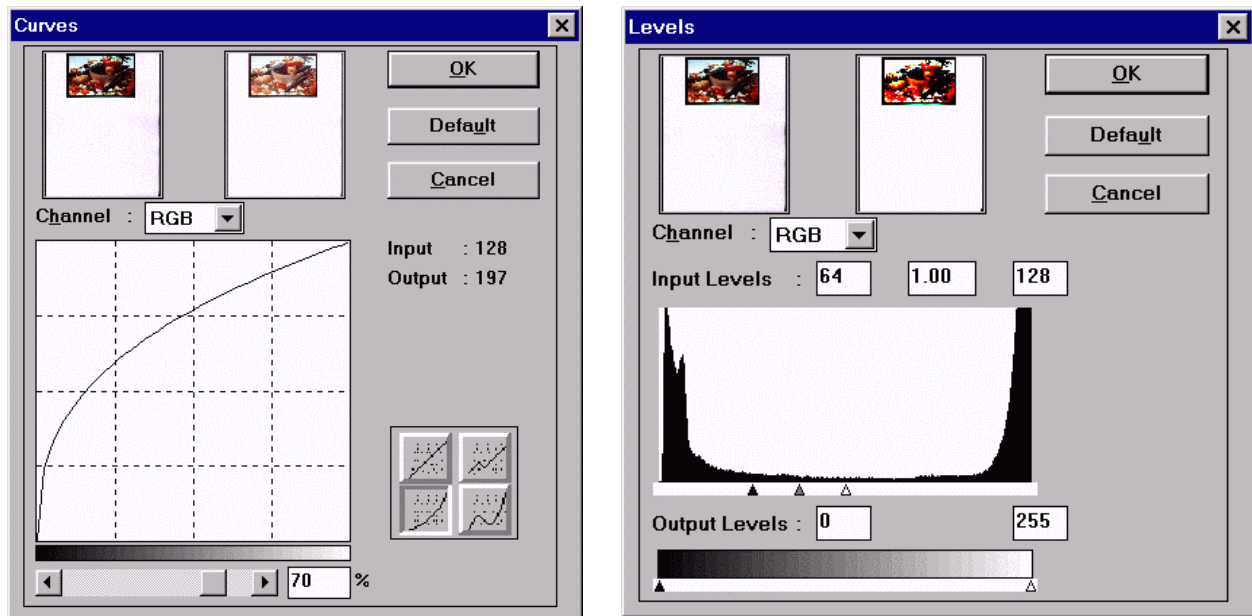 Curves
OK
Default
Cancel
Channel : RGB
Input : 128
Output : 197
70 %
Levels
OK
Default
Cancel
Channel : RGB
Input Levels : 64 1.00 128
Output Levels : 0 255